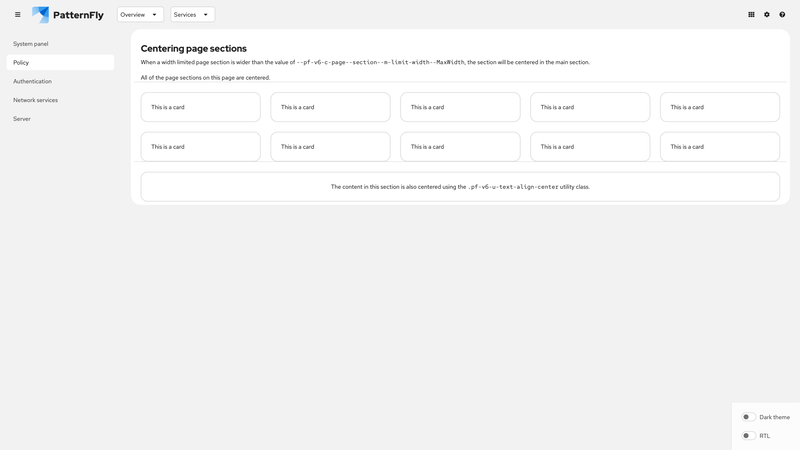 PatternFly
Overview
Services
System panel
Policy
Authentication
Network services
Server
Centering page sections
When a width limited page section is wider than the value of --pf-v6-c-page--section--m-limit-width--MaxWidth, the section will be centered in the main section.
All of the page sections on this page are centered.
This is a card
This is a card
This is a card
This is a card
This is a card
This is a card
This is a card
This is a card
This is a card
This is a card
The content in this section is also centered using the .pf-v6-u-text-align-center utility class.
Dark theme
RTL